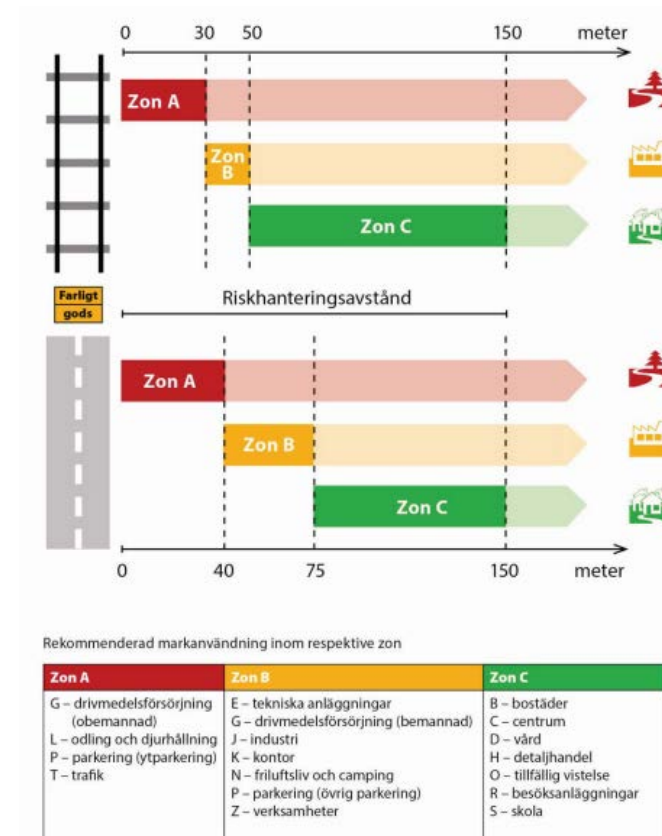 0 30 50 150 meter
Zon A
Zon
B
Zon C
Farligt
gods
Riskhanteringsavstånd
Zon A
Zon B
Zon C
0 40 75 150 meter
Rekommenderad markanvändning inom respektive zon
Zon A
G – drivmedelsförsörjning
(obemannad)
L – odling och djurhållning
P – parkering (ytparkering)
T – trafik
Zon B
E – tekniska anläggningar
G – drivmedelsförsörjning (bemannad)
J – industri
K – kontor
N – friluftsliv och camping
P – parkering (övrig parkering)
Z – verksamheter
Zon C
B – bostäder
C – centrum
D – vård
H – detaljhandel
O – tillfällig vistelse
R – besöksanläggningar
S – skola